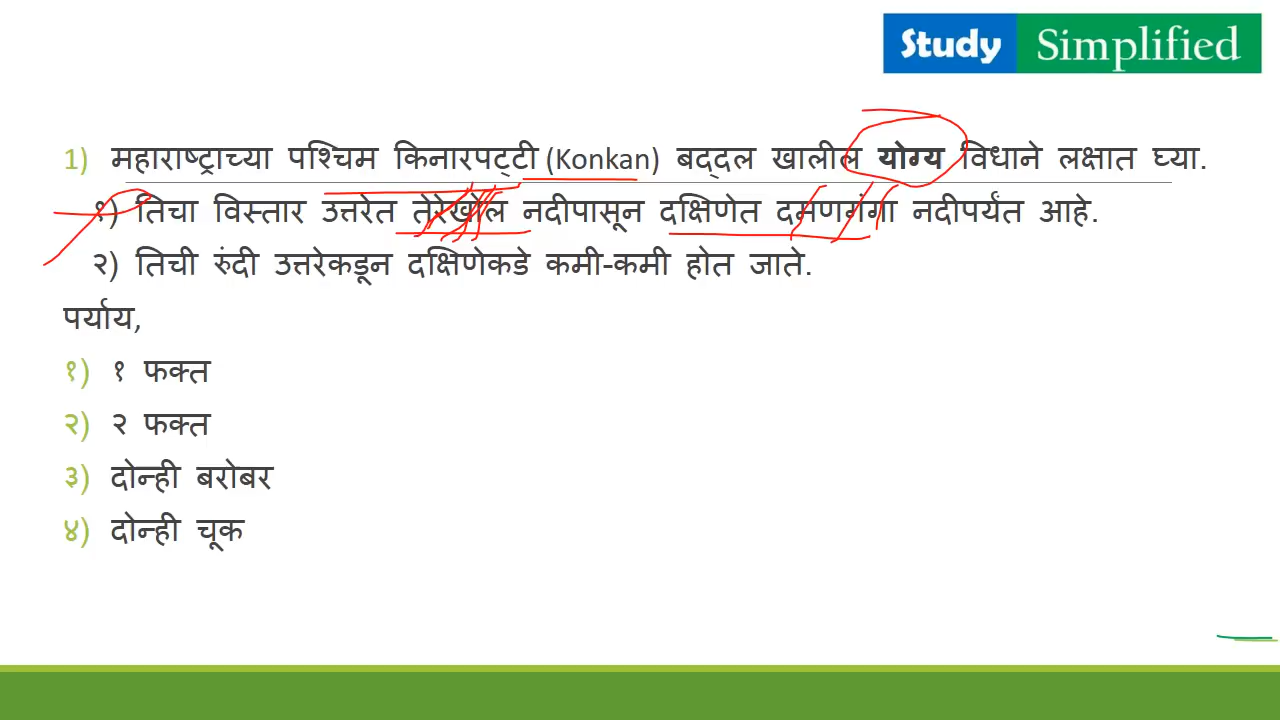 Study Simplified
1) महाराष्ट्राच्या पश्चिम किनारपट्टी (Konkan) बद्दल खालील योग्य विधाने लक्षात घ्या.
१) तिचा विस्तार उत्तरेत तेरेखोल नदीपासून दक्षिणेत दमणगंगा नदीपर्यंत आहे.
२) तिची रुंदी उत्तरेकडून दक्षिणेकडे कमी-कमी होत जाते.
पर्याय,
१) १ फक्त
२) २ फक्त
३) दोन्ही बरोबर
४) दोन्ही चूक